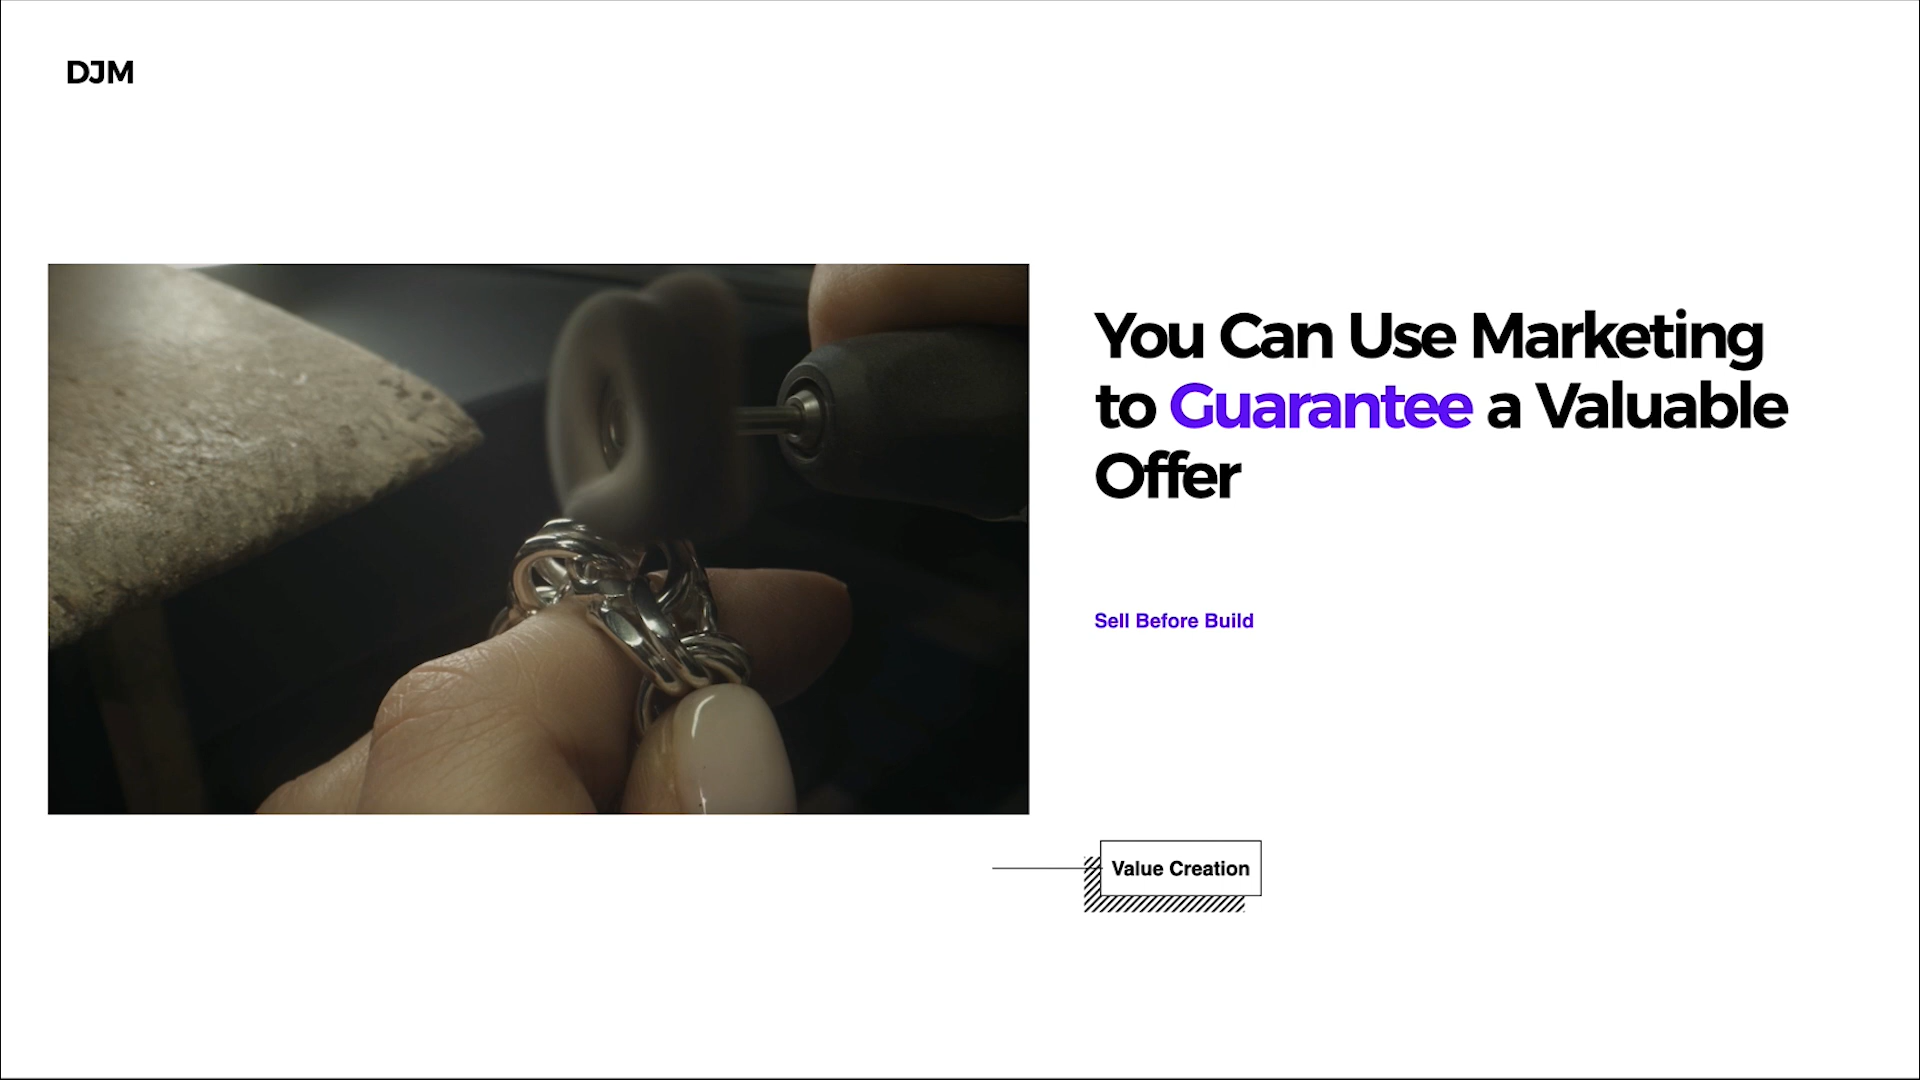 DJM
You Can Use Marketing
to Guarantee a Valuable
Offer
Sell Before Build
Value Creation